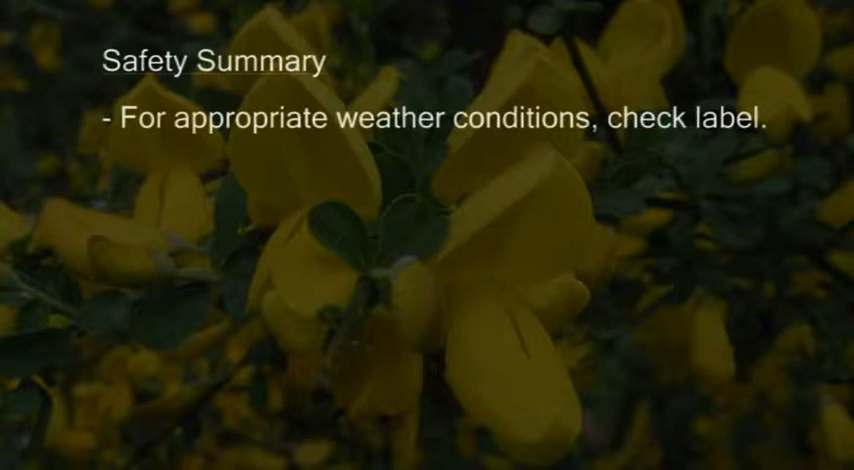 Safety Summary
- For appropriate weather conditions, check label.